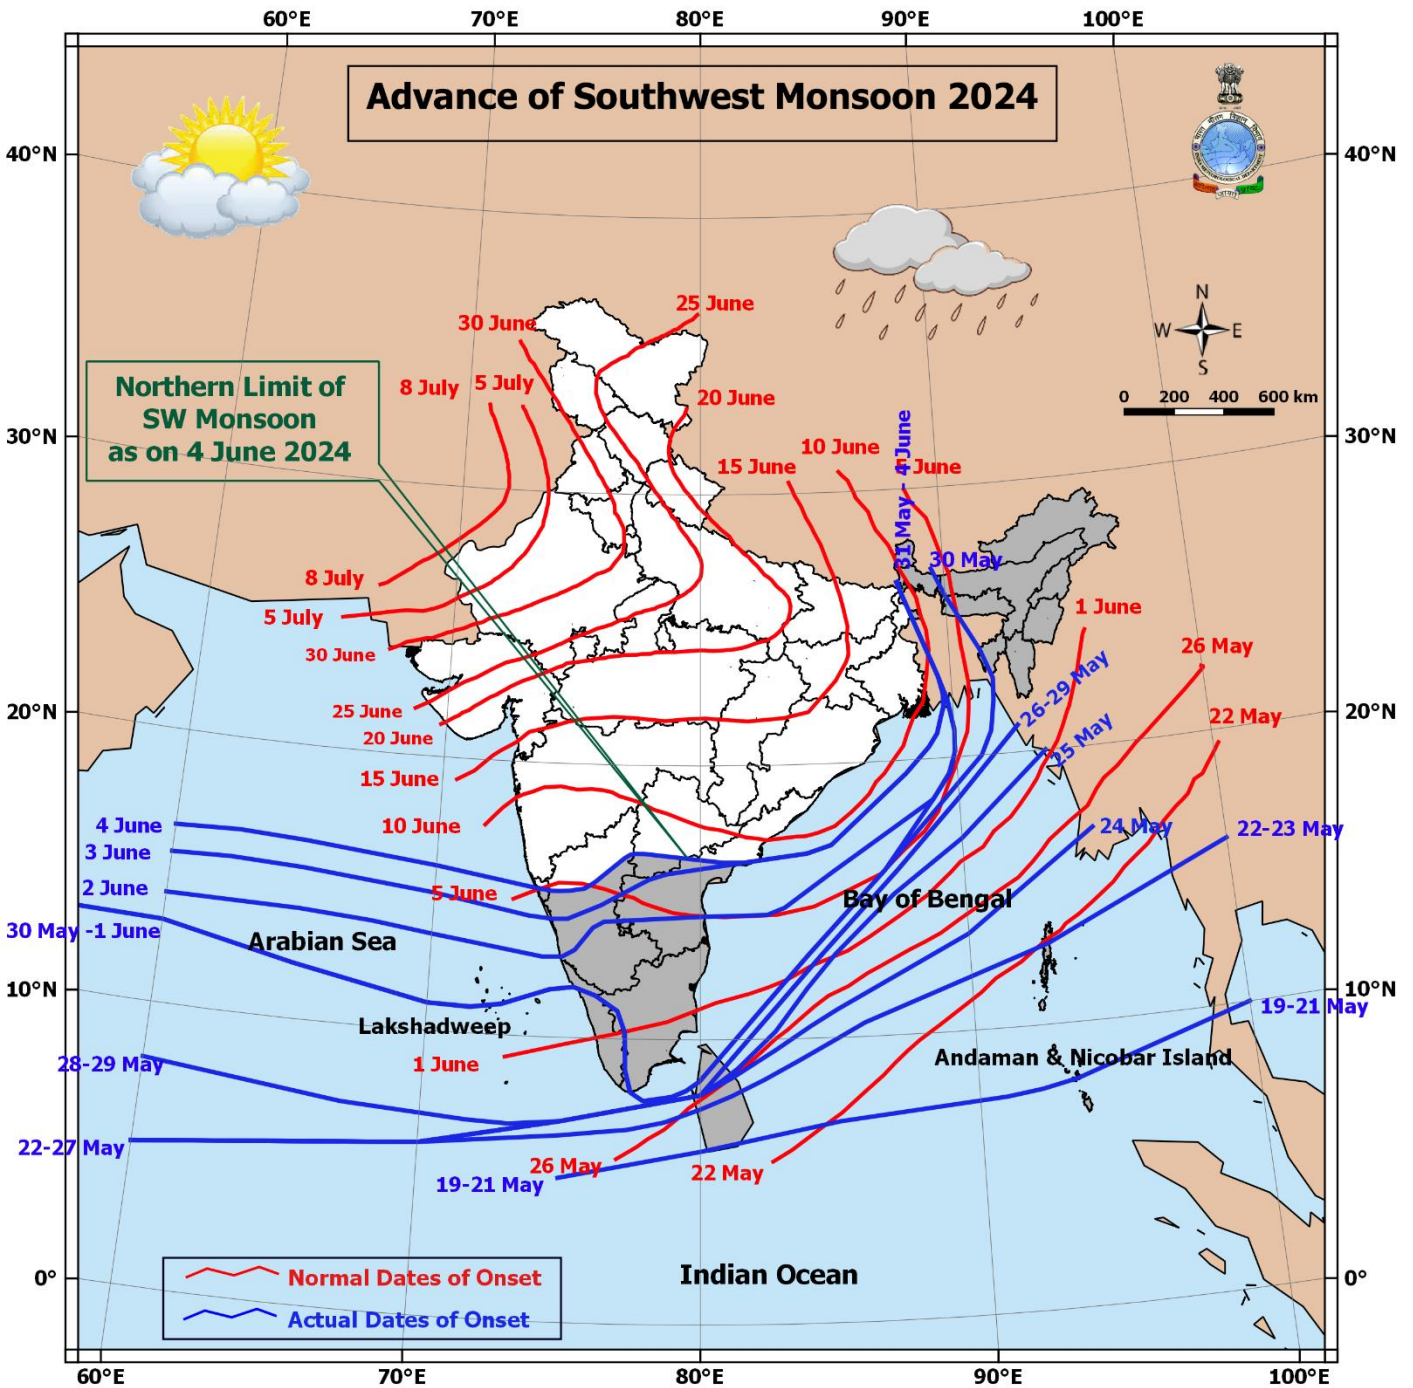 60°E 70°E 80°E 90°E 100°E
Advance of Southwest Monsoon 2024
40°N 40°N
N
W E
S
25 June
30 June
8 July 5 July
20 June
0 200 400 600 km
Northern Limit of
SW Monsoon
as on 4 June 2024
30°N 30°N
10 June
15 June
June
31 May - 4 June
30 May
8 July
5 July
1 June
30 June
26 May
26-29 May
25 June
20°N 20°N
22 May
20 June
25 May
15 June
4 June
10 June
24 May
22-23 May
3 June
2 June
5 June
Bay of Bengal
30 May -1 June
Arabian Sea
10°N 10°N
19-21 May
Lakshadweep
28-29 May
1 June
Andaman & Nicobar Island
22-27 May
26 May
22 May
19-21 May
Normal Dates of Onset
Actual Dates of Onset
Indian Ocean
0° 0°
60°E 70°E 80°E 90°E 100°E